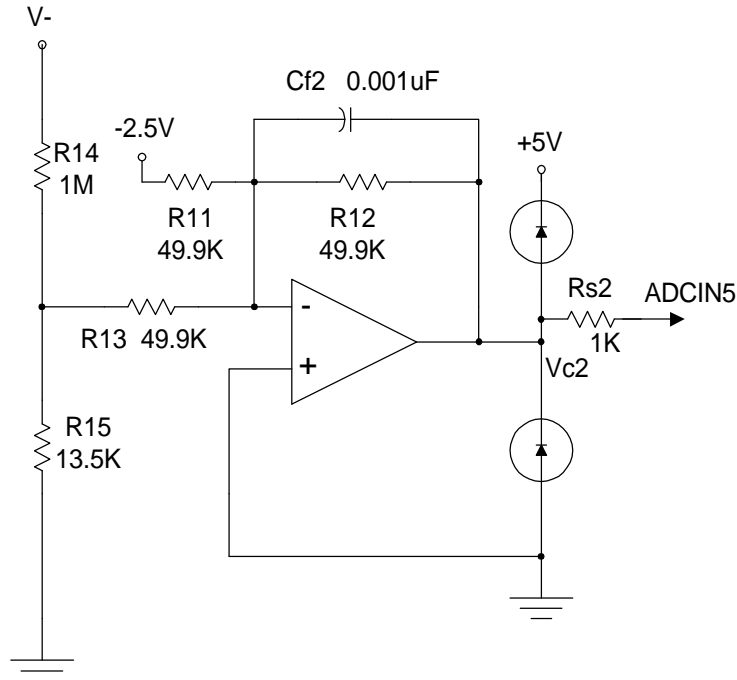 V-
Cf2 0.001uF
-2.5V
+5V
R14
1M
R11
49.9K
R12
49.9K
Rs2
ADCIN5
1K
R13 49.9K
-
+
Vc2
R15
13.5K